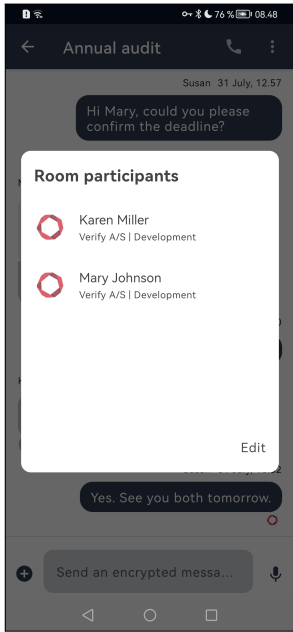 76 % 08.48
Annual audit
Susan 31 July, 12.57
Hi Mary, could you please
confirm the deadline?
Room participants
Karen Miller
Verify A/S | Development
Mary Johnson
Verify A/S | Development
Edit
Yes. See you both tomorrow.
Send an encrypted messa...